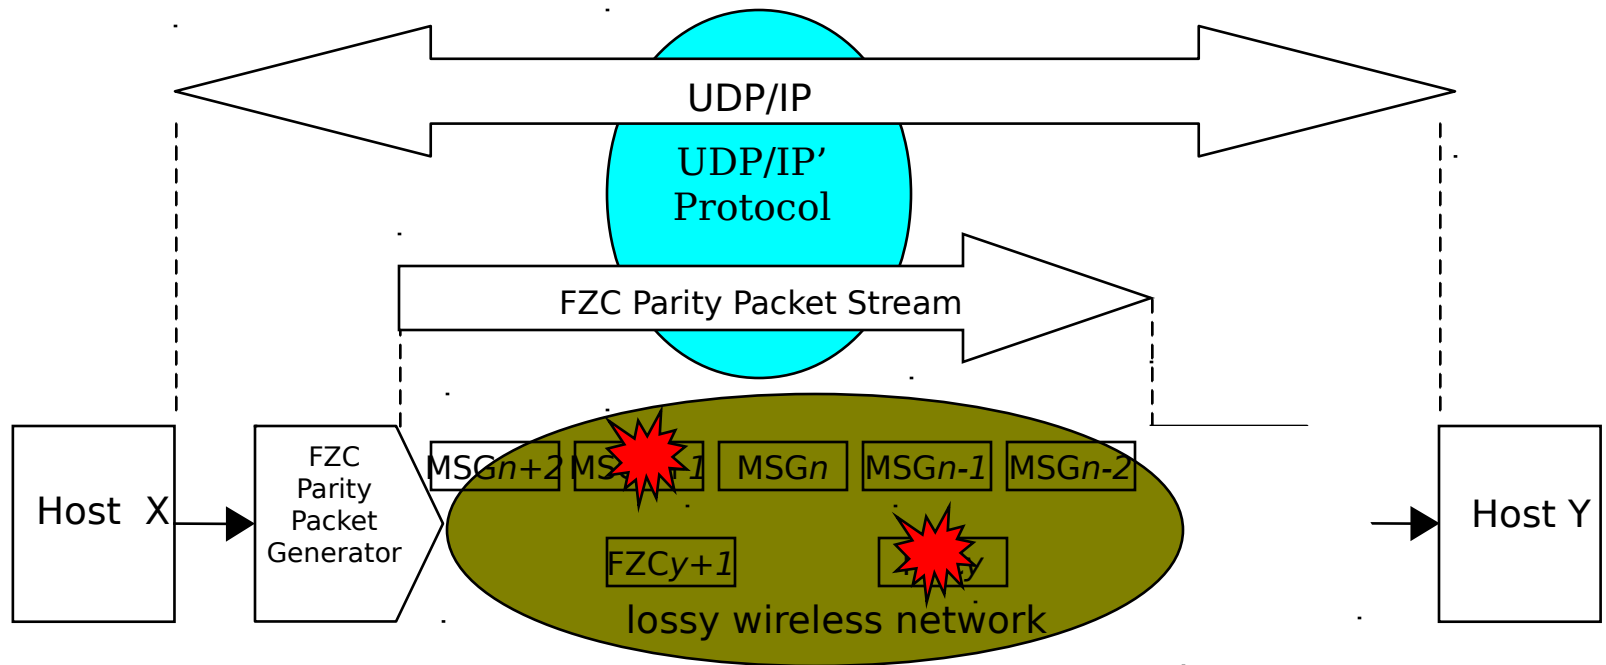 UDP/IP
UDP/IP’
Protocol
FZC Parity Packet Stream
Host X
FZC
Parity
Packet
Generator
MSGn+2
MSGn
MSGn-1
MSGn-2
FZCy+1
lossy wireless network
Host Y